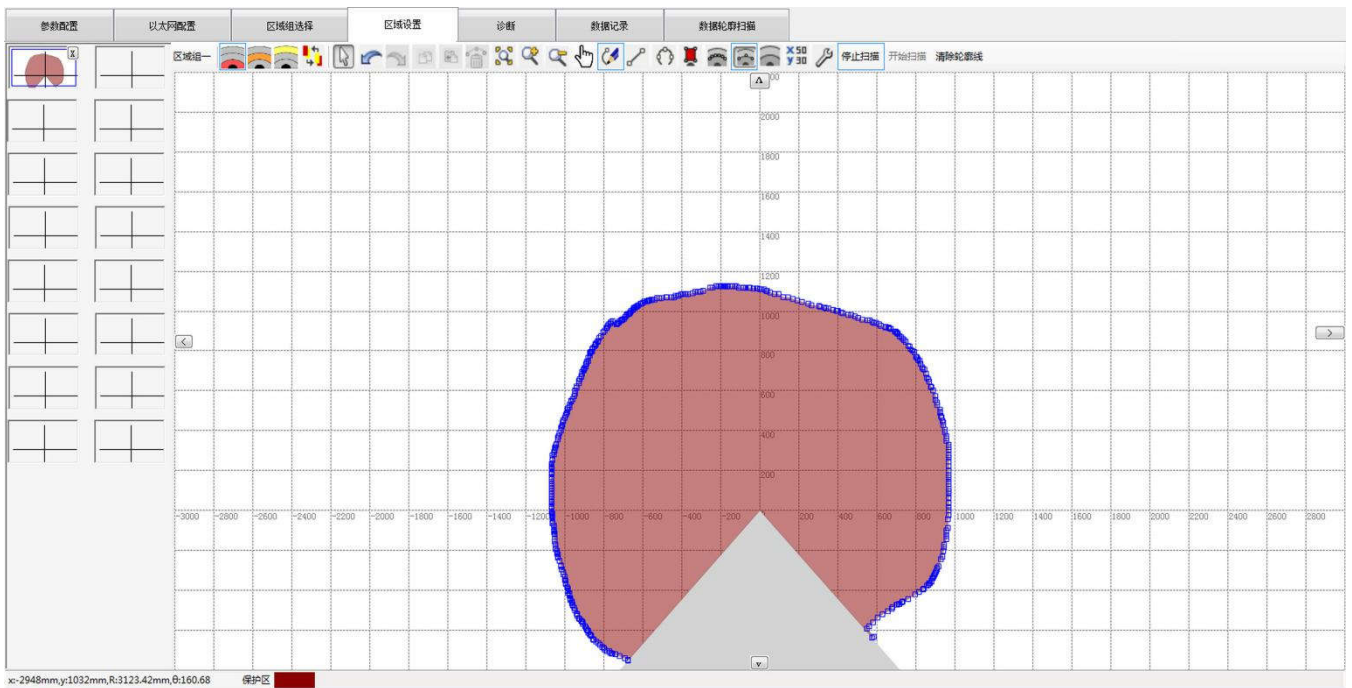 参数配置 以太网配置 区域组选择 区域设置 诊断 数据记录 数据轮廓扫描
x 区域组一 X 50 y 30 停止扫描 开始扫描 清除轮廓线
2000
1800
1600
1400
1200
1000
800
600
400
200
-3000 -2800 -2600 -2400 -2200 -2000 -1800 -1600 -1400 -1200 -1000 -800 -600 -400 -200 200 400 600 800 1000 1200 1400 1600 1800 2000 2200 2400 2600 2800
x:-2948mm,y:1032mm,R:3123.42mm,θ:160.68 保护区